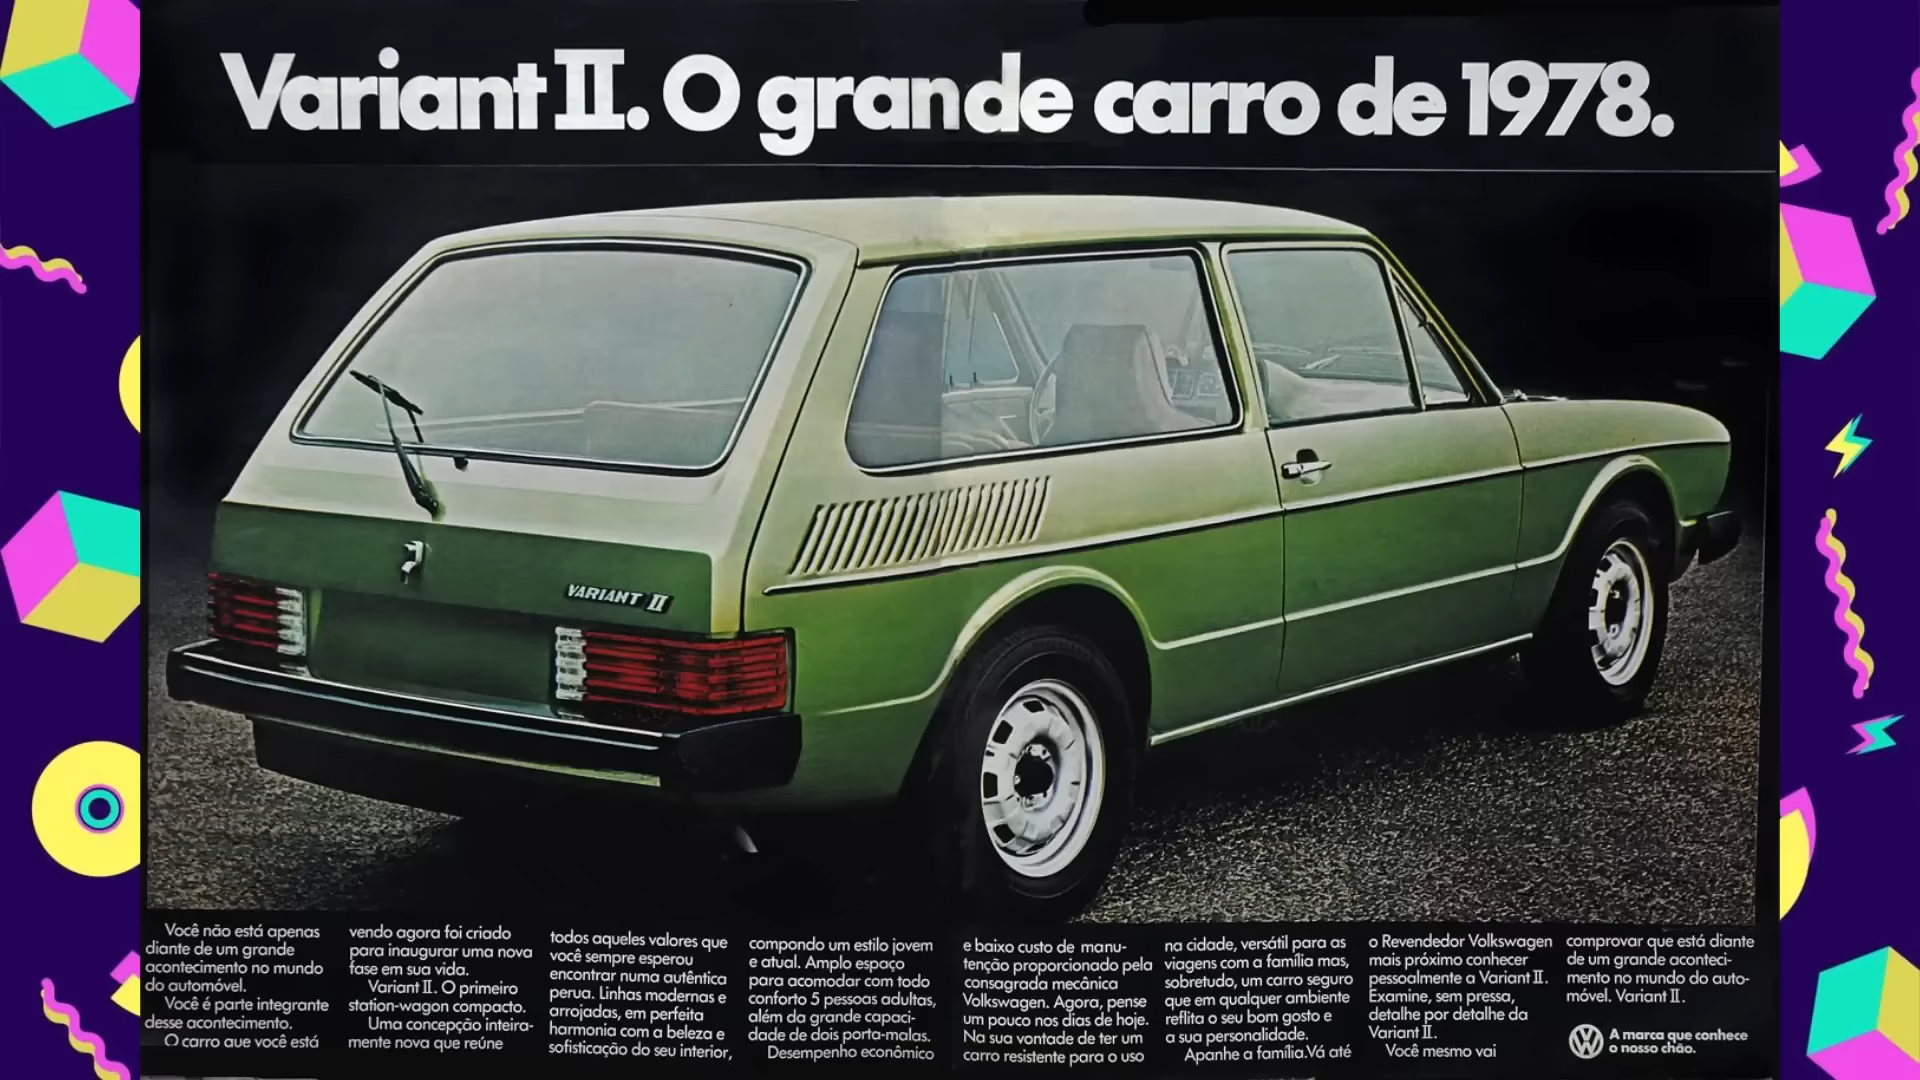 Variant II. O grande carro de 1978.
VARIANT II
Você não está apenas
diante de um grande
acontecimento no mundo
do automóvel.
Você é parte integrante
desse acontecimento.
O carro que você está
vendo agora foi criado
para inaugurar uma nova
fase em sua vida.
Variant II. O primeiro
station-wagon compacto.
Uma concepção inteira-
mente nova que reúne
todos aqueles valores que
você sempre esperou
encontrar numa autêntica
perua. Linhas modernas e
arrojadas, em perfeita
harmonia com a beleza e
sofisticação do seu interior,
compondo um estilo jovem
e atual. Amplo espaço
para acomodar com todo
conforto 5 pessoas adultas,
além da grande capaci-
dade de dois porta-malas.
Desempenho econômico
e baixo custo de manu-
tenção proporcionado pela
consagrada mecânica
Volkswagen. Agora, pense
um pouco nos dias de hoje.
Na sua vontade de ter um
carro resistente para o uso
na cidade, versátil para as
viagens com a família mas,
sobretudo, um carro seguro
que em qualquer ambiente
reflita o seu bom gosto e
a sua personalidade.
Apanhe a família. Vá até
o Revendedor Volkswagen
mais próximo conhecer
pessoalmente a Variant II.
Examine, sem pressa,
detalhe por detalhe da
Variant II.
Você mesmo vai
comprovar que está diante
de um grande aconteci-
mento no mundo do auto-
móvel. Variant II.
VW
A marca que conhece
o nosso chão.